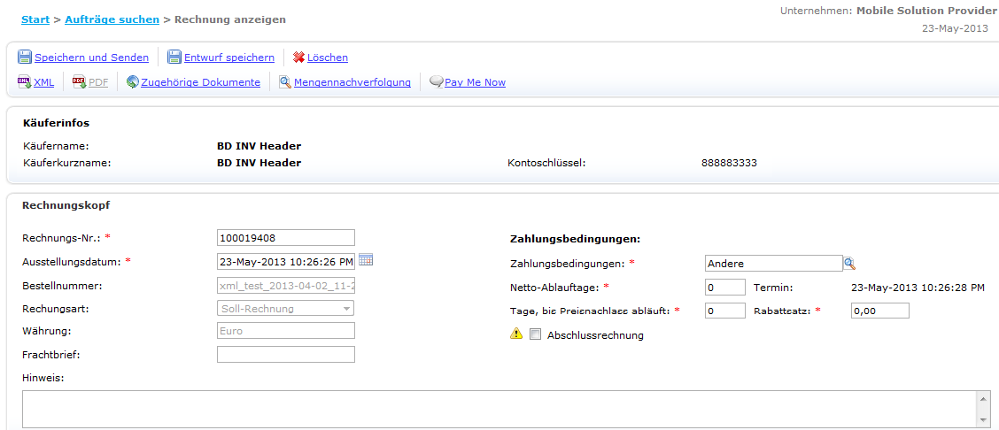 Unternehmen: Mobile Solution Provider
Start > Aufträge suchen > Rechnung anzeigen
23-May-2013
Speichern und Senden Entwurf speichern Löschen
XML PDF Zugehörige Dokumente Mengennachverfolgung Pay Me Now
Käuferinfos
Käufername: BD INV Header
Käuferkurzname: BD INV Header Kontoschlüssel: 888883333
Rechnungskopf
Rechnungs-Nr.: * 100019408 Zahlungsbedingungen:
Ausstellungsdatum: * 23-May-2013 10:26:26 PM Zahlungsbedingungen: * Andere
Bestellnummer: xml_test_2013-04-02_11-2 Netto-Ablauftage: * 0 Termin: 23-May-2013 10:26:28 PM
Rechungsart: Soll-Rechnung Tage, bis Preisnachlass abläuft: * 0 Rabattsatz: * 0,00
Währung: Euro Abschlussrechnung
Frachtbrief:
Hinweis: